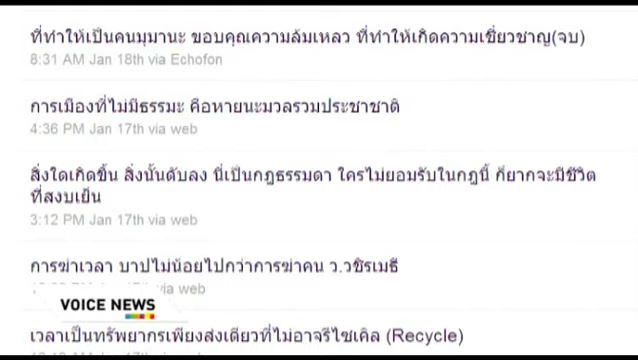 ที่ทำให้เป็นคนมุมานะ ขอบคุณความล้มเหลว ที่ทำให้เกิดความเชี่ยวชาญ(จบ)
8:31 AM Jan 18th via Echofon
การเมืองที่ไม่มีธรรมะ คือหายนะมวลรวมประชาชาติ
4:36 PM Jan 17th via web
สิ่งใดเกิดขึ้น สิ่งนั้นดับลง นี่เป็นกฎธรรมดา ใครไม่ยอมรับในกฎนี้ ก็ยากจะมีชีวิต
ที่สงบเย็น
3:12 PM Jan 17th via web
การฆ่าเวลา บาปไม่น้อยไปกว่าการฆ่าคน ว.วชิรเมธี
via web
VOICE NEWS
เวลาเป็นทรัพยากรเพียงสิ่งเดียวที่ไม่อาจรีไซเคิล (Recycle)